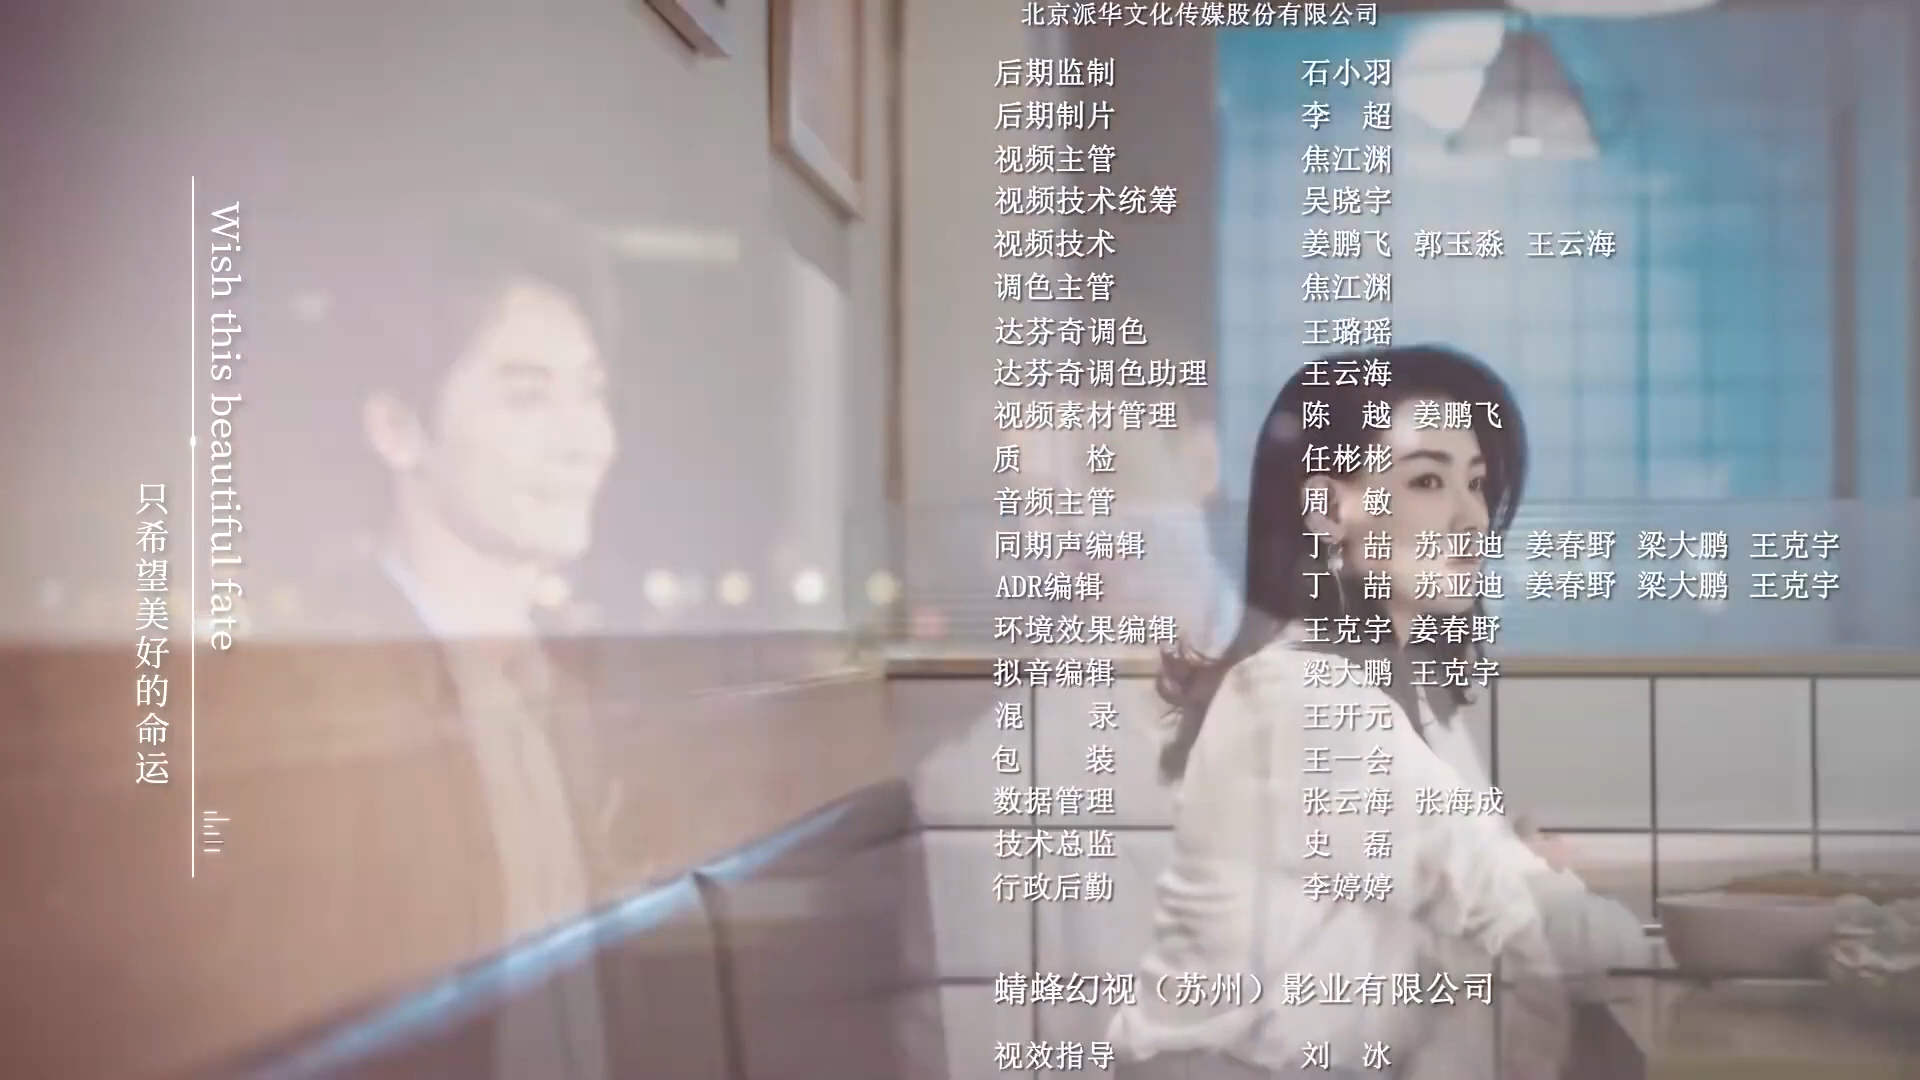 Wish this beautiful fate
只希望美好的命运
北京派华文化传媒股份有限公司
后期监制 石小羽
后期制片 李 超
视频主管 焦江渊
视频技术统筹 吴晓宇
视频技术 姜鹏飞 郭玉淼 王云海
调色主管 焦江渊
达芬奇调色 王璐瑶
达芬奇调色助理 王云海
视频素材管理 陈 越 姜鹏飞
质 检 任彬彬
音频主管 周 敏
同期声编辑 丁 喆 苏亚迪 姜春野 梁大鹏 王克宇
ADR编辑 丁 喆 苏亚迪 姜春野 梁大鹏 王克宇
环境效果编辑 王克宇 姜春野
拟音编辑 梁大鹏 王克宇
混 录 王开元
包 装 王一会
数据管理 张云海 张海成
技术总监 史 磊
行政后勤 李婷婷
蜻蜂幻视（苏州）影业有限公司
视效指导 刘 冰